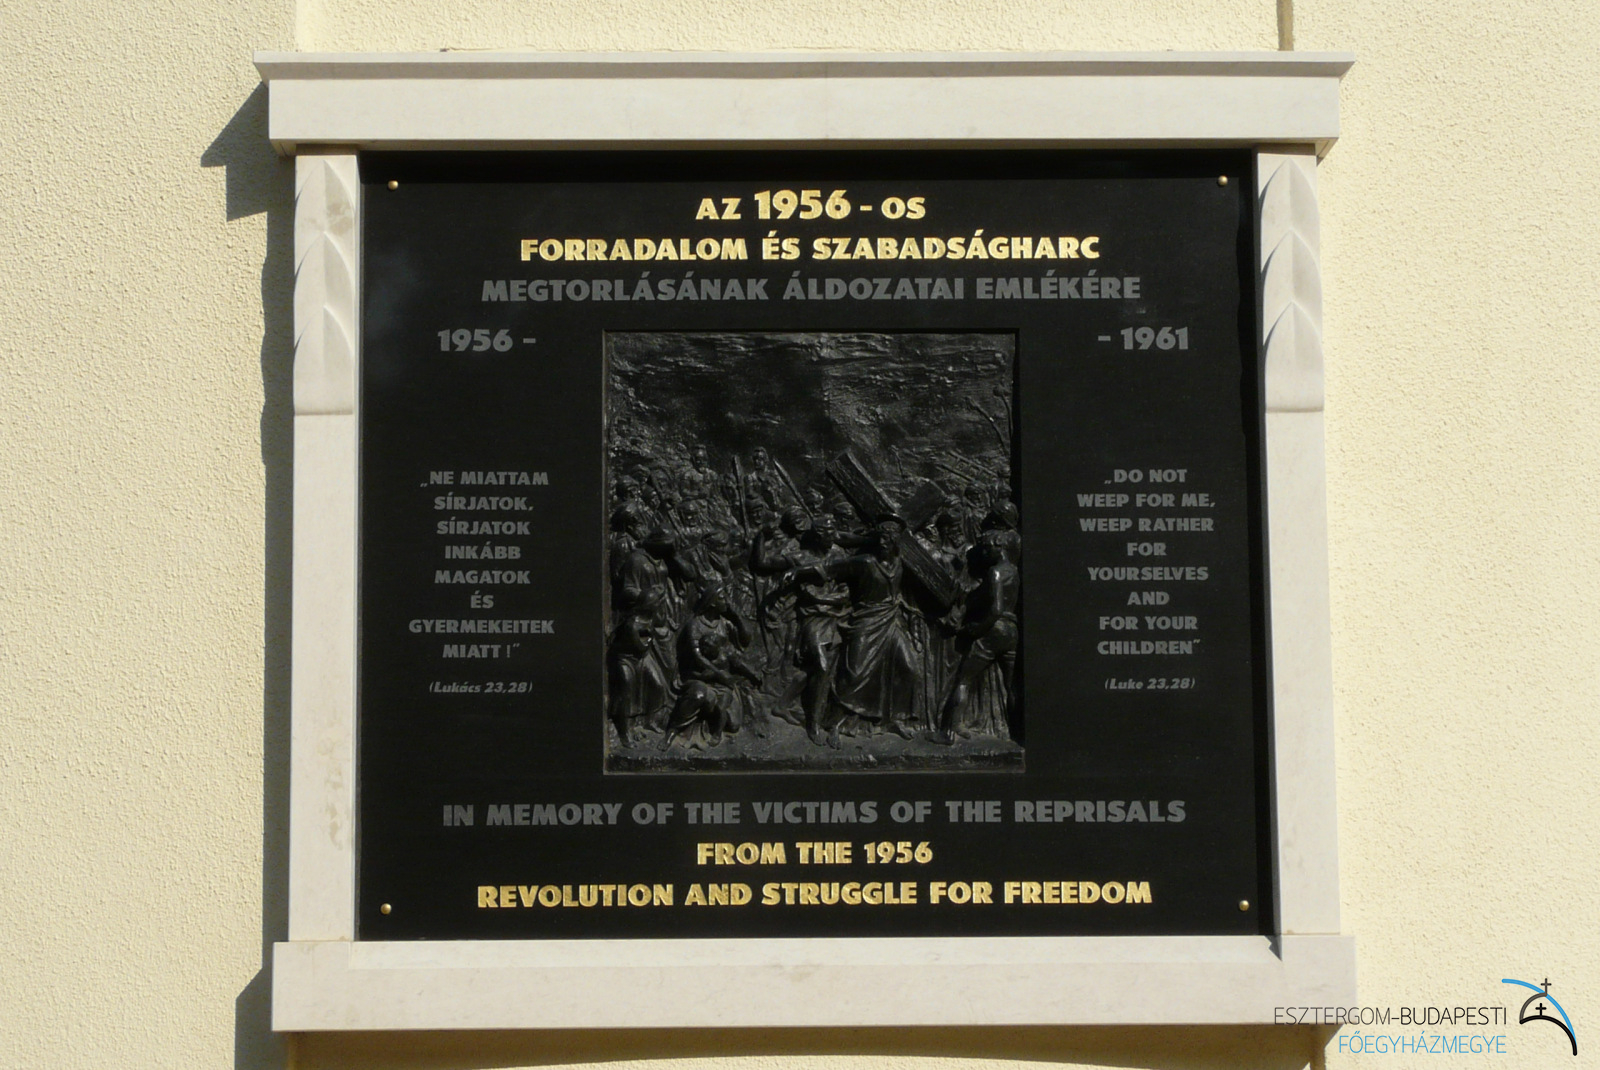 AZ 1956 - OS
FORRADALOM ÉS SZABADSÁGHARC
MEGTORLÁSÁNAK ÁLDOZATAI EMLÉKÉRE
1956 -
- 1961
„NE MIATTAM
SÍRJATOK,
SÍRJATOK
INKÁBB
MAGATOK
ÉS
GYERMEKEITEK
MIATT !”
(Lukács 23,28)
„DO NOT
WEEP FOR ME,
WEEP RATHER
FOR
YOURSELVES
AND
FOR YOUR
CHILDREN”
(Luke 23,28)
IN MEMORY OF THE VICTIMS OF THE REPRISALS
FROM THE 1956
REVOLUTION AND STRUGGLE FOR FREEDOM
ESZTERGOM-BUDAPESTI
FŐEGYHÁZMEGYE